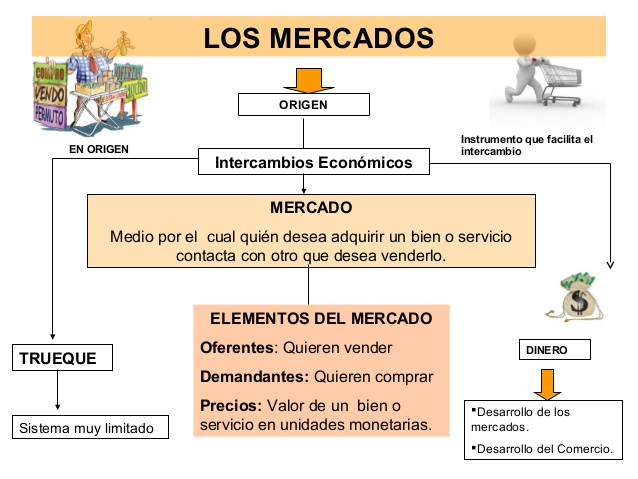 LOS MERCADOS
COMPRO
VENDO
PERMUTO
OFERTAS
ORIGEN
EN ORIGEN
Instrumento que facilita el
intercambio
Intercambios Económicos
MERCADO
Medio por el cual quién desea adquirir un bien o servicio
contacta con otro que desea venderlo.
ELEMENTOS DEL MERCADO
Oferentes: Quieren vender
Demandantes: Quieren comprar
Precios: Valor de un bien o
servicio en unidades monetarias.
TRUEQUE
Sistema muy limitado
$
DINERO
▪Desarrollo de los
mercados.
▪Desarrollo del Comercio.